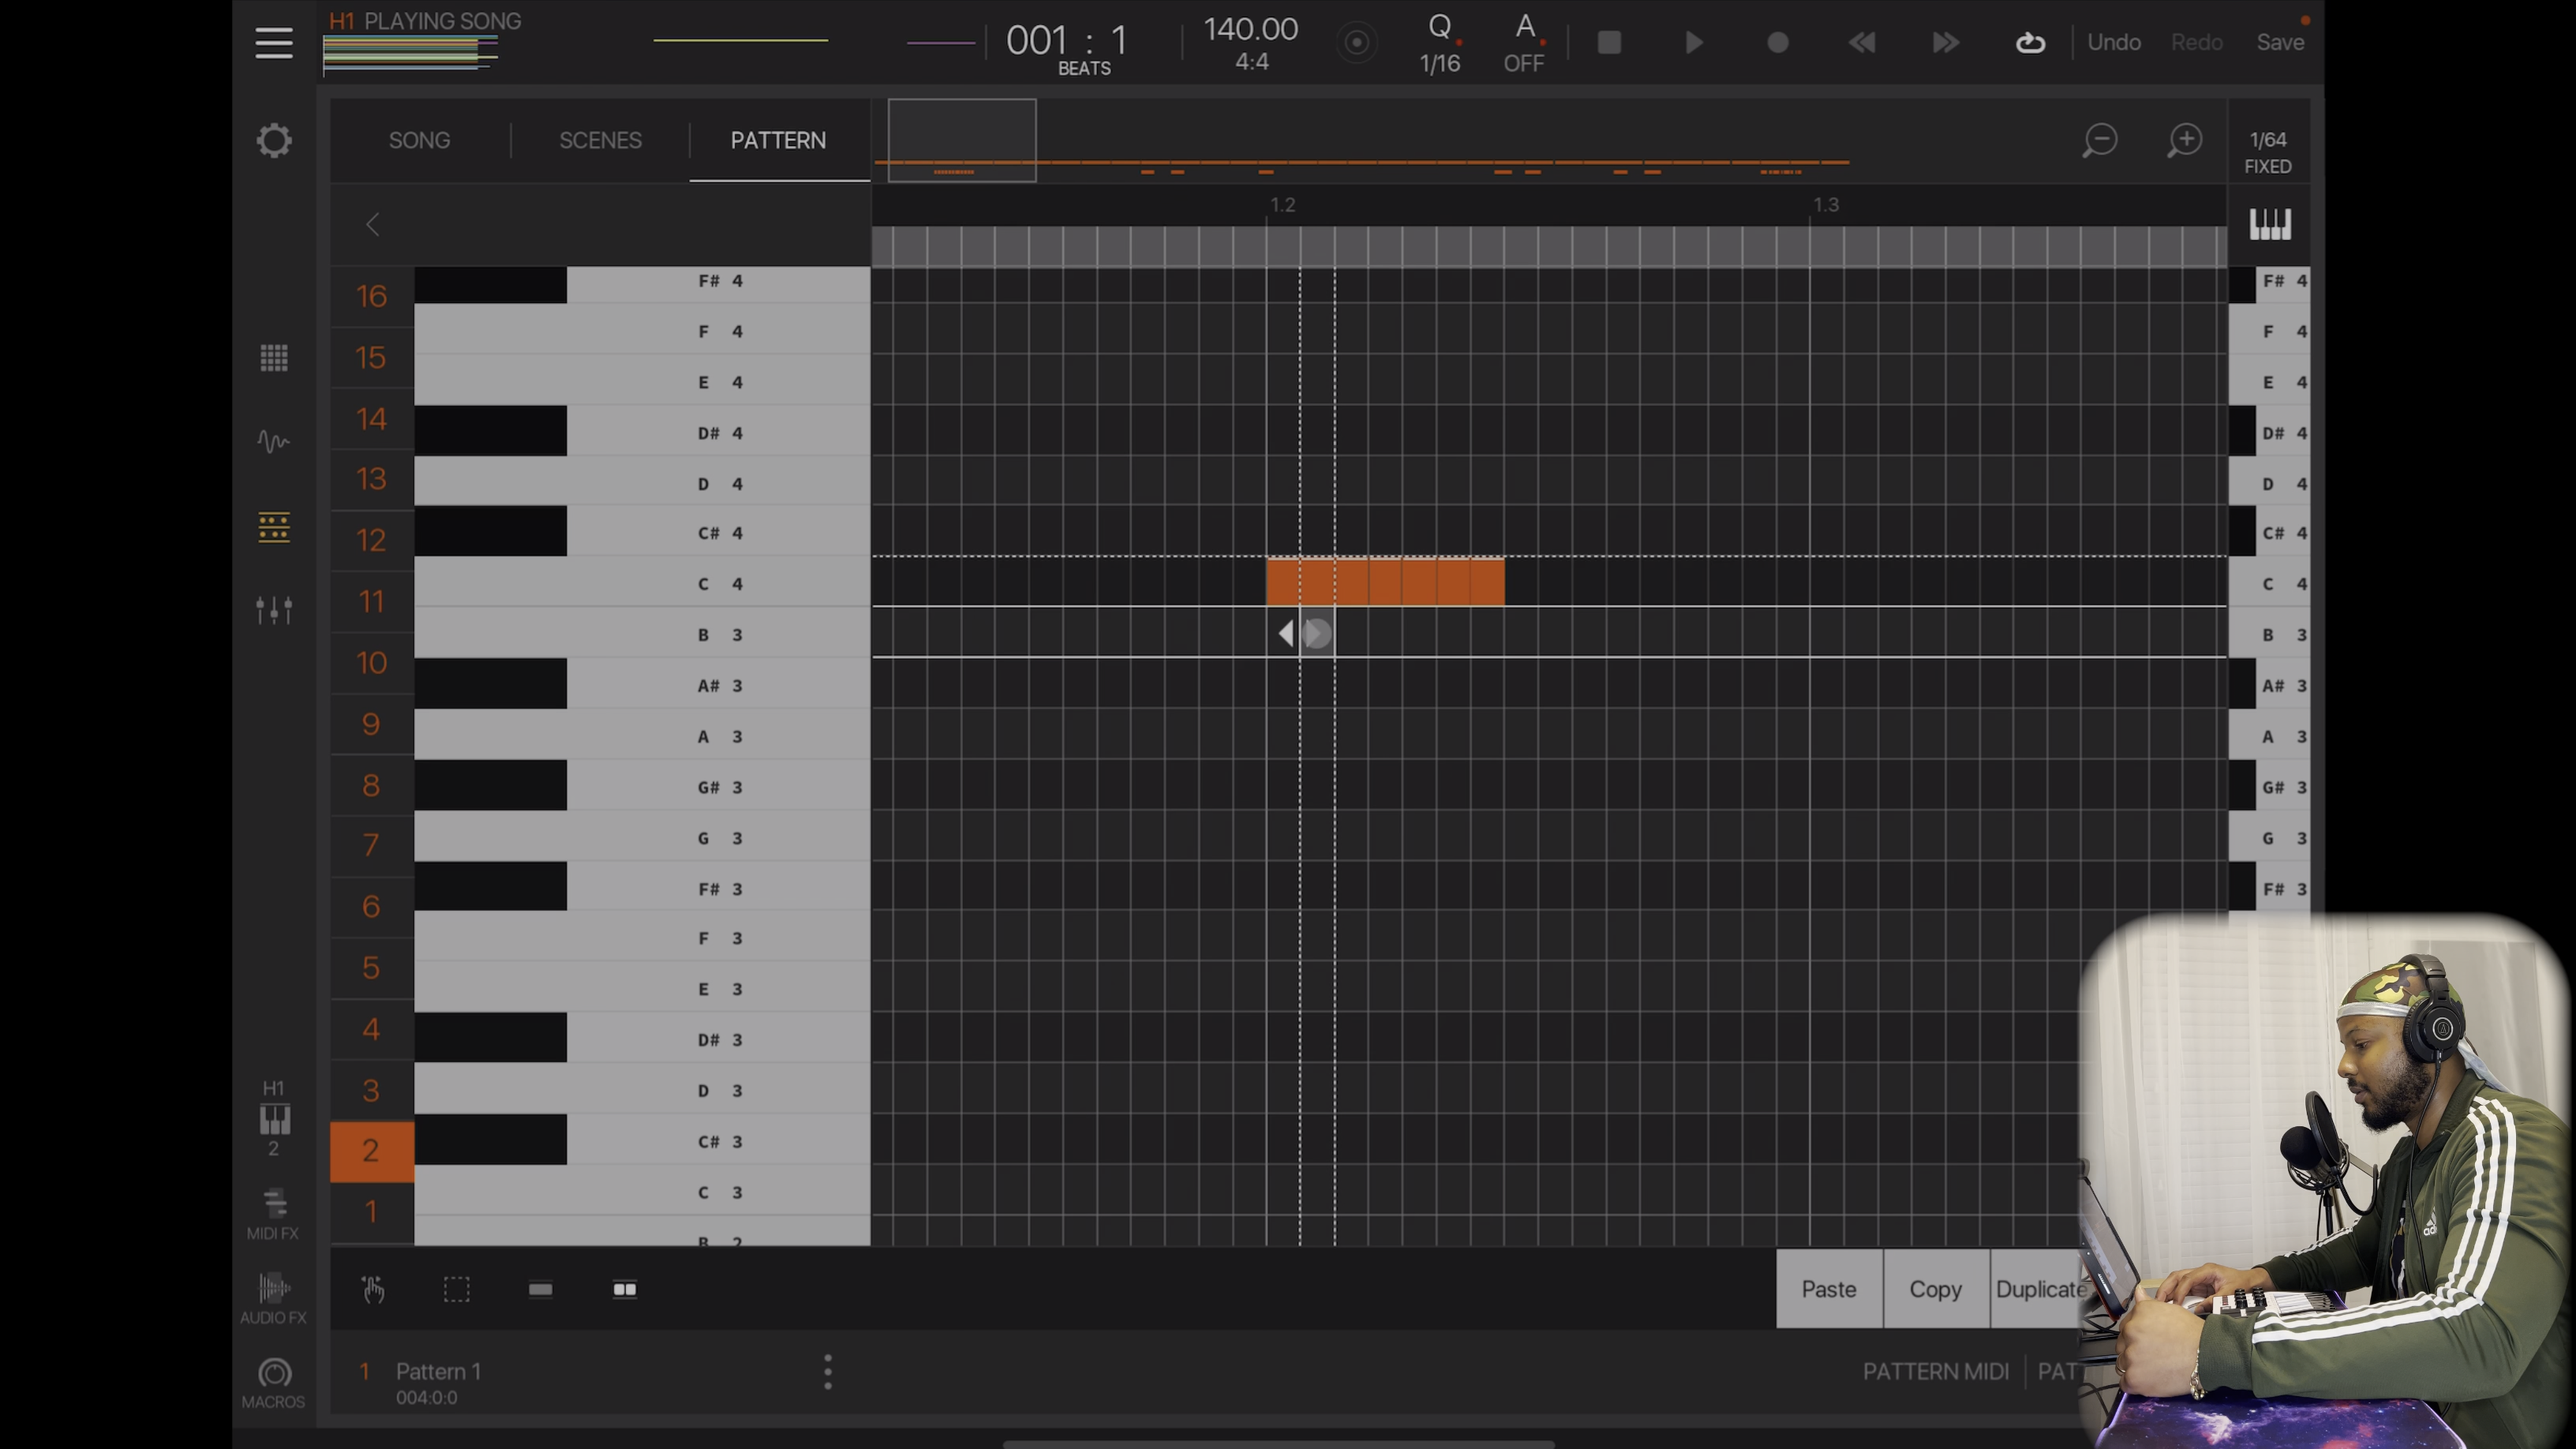 H1 PLAYING SONG
001 : 1
BEATS
140.00
4:4
Q
1/16
A
OFF
Undo
Redo
Save
SONG
SCENES
PATTERN
1/64
FIXED
1.2
1.3
16
15
14
13
12
11
10
9
8
7
6
5
4
3
2
1
F# 4
F 4
E 4
D# 4
D 4
C# 4
C 4
B 3
A# 3
A 3
G# 3
G 3
F# 3
F 3
E 3
D# 3
D 3
C# 3
C 3
B 2
F# 4
F 4
E 4
D# 4
D 4
C# 4
C 4
B 3
A# 3
A 3
G# 3
G 3
F# 3
H1
2
MIDI FX
AUDIO FX
MACROS
Paste
Copy
Duplicate
1 Pattern 1
004:0:0
PATTERN MIDI
PAT